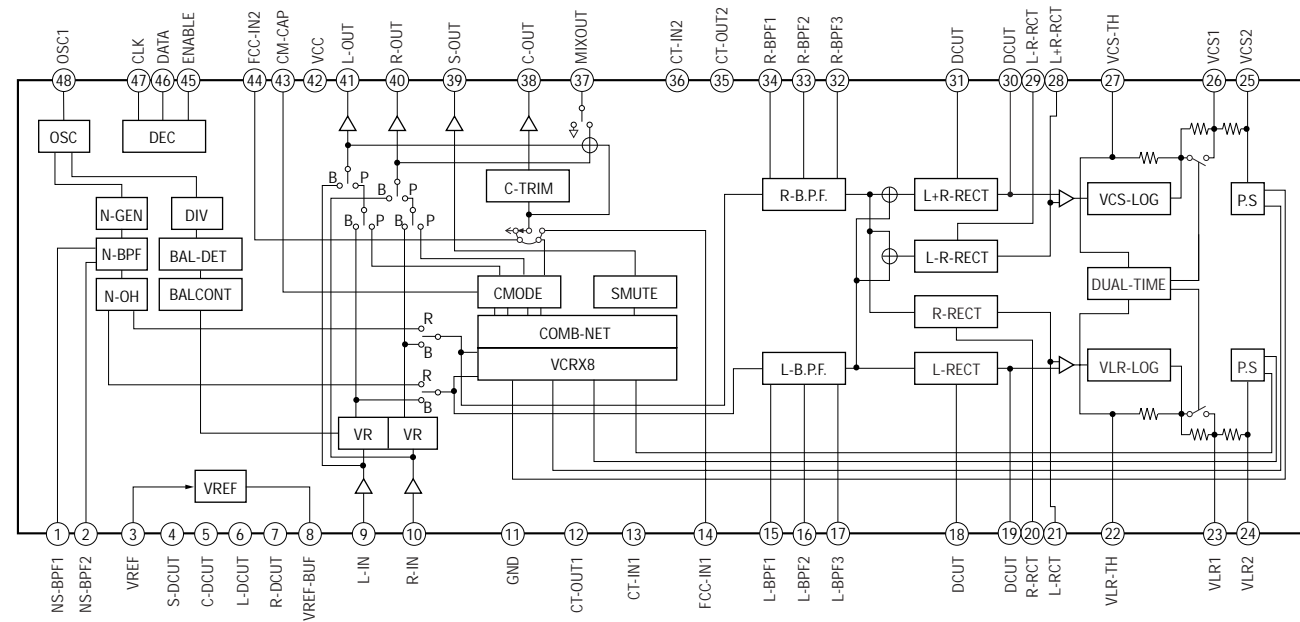 OSC1
CLK
DATA
ENABLE
FCC-IN2
CM-CAP
VCC
L-OUT
R-OUT
S-OUT
C-OUT
MIXOUT
CT-IN2
CT-OUT2
R-BPF1
R-BPF2
R-BPF3
DCUT
DCUT
L-R-RCT
L+R-RCT
VCS-TH
VCS1
VCS2
48
47
46
45
44
43
42
41
40
39
38
37
36
35
34
33
32
31
30
29
28
27
26
25
OSC
DEC
C-TRIM
B
P
B
P
B
P
B
P
N-GEN
DIV
R-B.P.F.
L+R-RECT
VCS-LOG
P.S
N-BPF
BAL-DET
L-R-RECT
N-OH
BALCONT
CMODE
SMUTE
DUAL-TIME
R
B
COMB-NET
R-RECT
VCRX8
L-B.P.F.
L-RECT
VLR-LOG
P.S
R
B
VR
VR
VREF
1
2
3
4
5
6
7
8
9
10
11
12
13
14
15
16
17
18
19
20
21
22
23
24
NS-BPF1
NS-BPF2
VREF
S-DCUT
C-DCUT
L-DCUT
R-DCUT
VREF-BUF
L-IN
R-IN
GND
CT-OUT1
CT-IN1
FCC-IN1
L-BPF1
L-BPF2
L-BPF3
DCUT
DCUT
R-RCT
L-RCT
VLR-TH
VLR1
VLR2